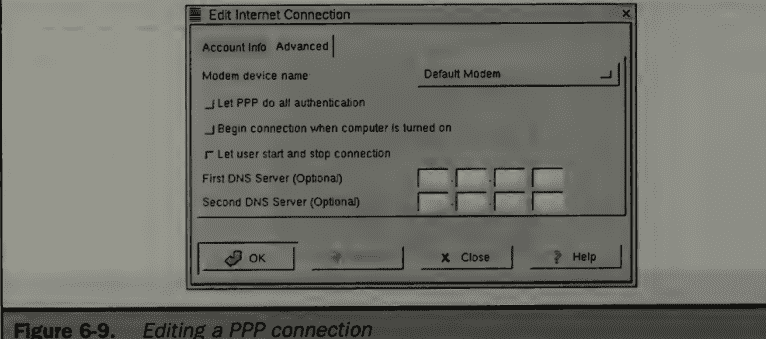 Edit Internet Connection x
Account Info Advanced
Modem device name Default Modem
Let PPP do all authentication
Begin connection when computer is turned on
Let user start and stop connection
First DNS Server (Optional)
Second DNS Server (Optional)
OK X Close ? Help
Figure 6-9. Editing a PPP connection